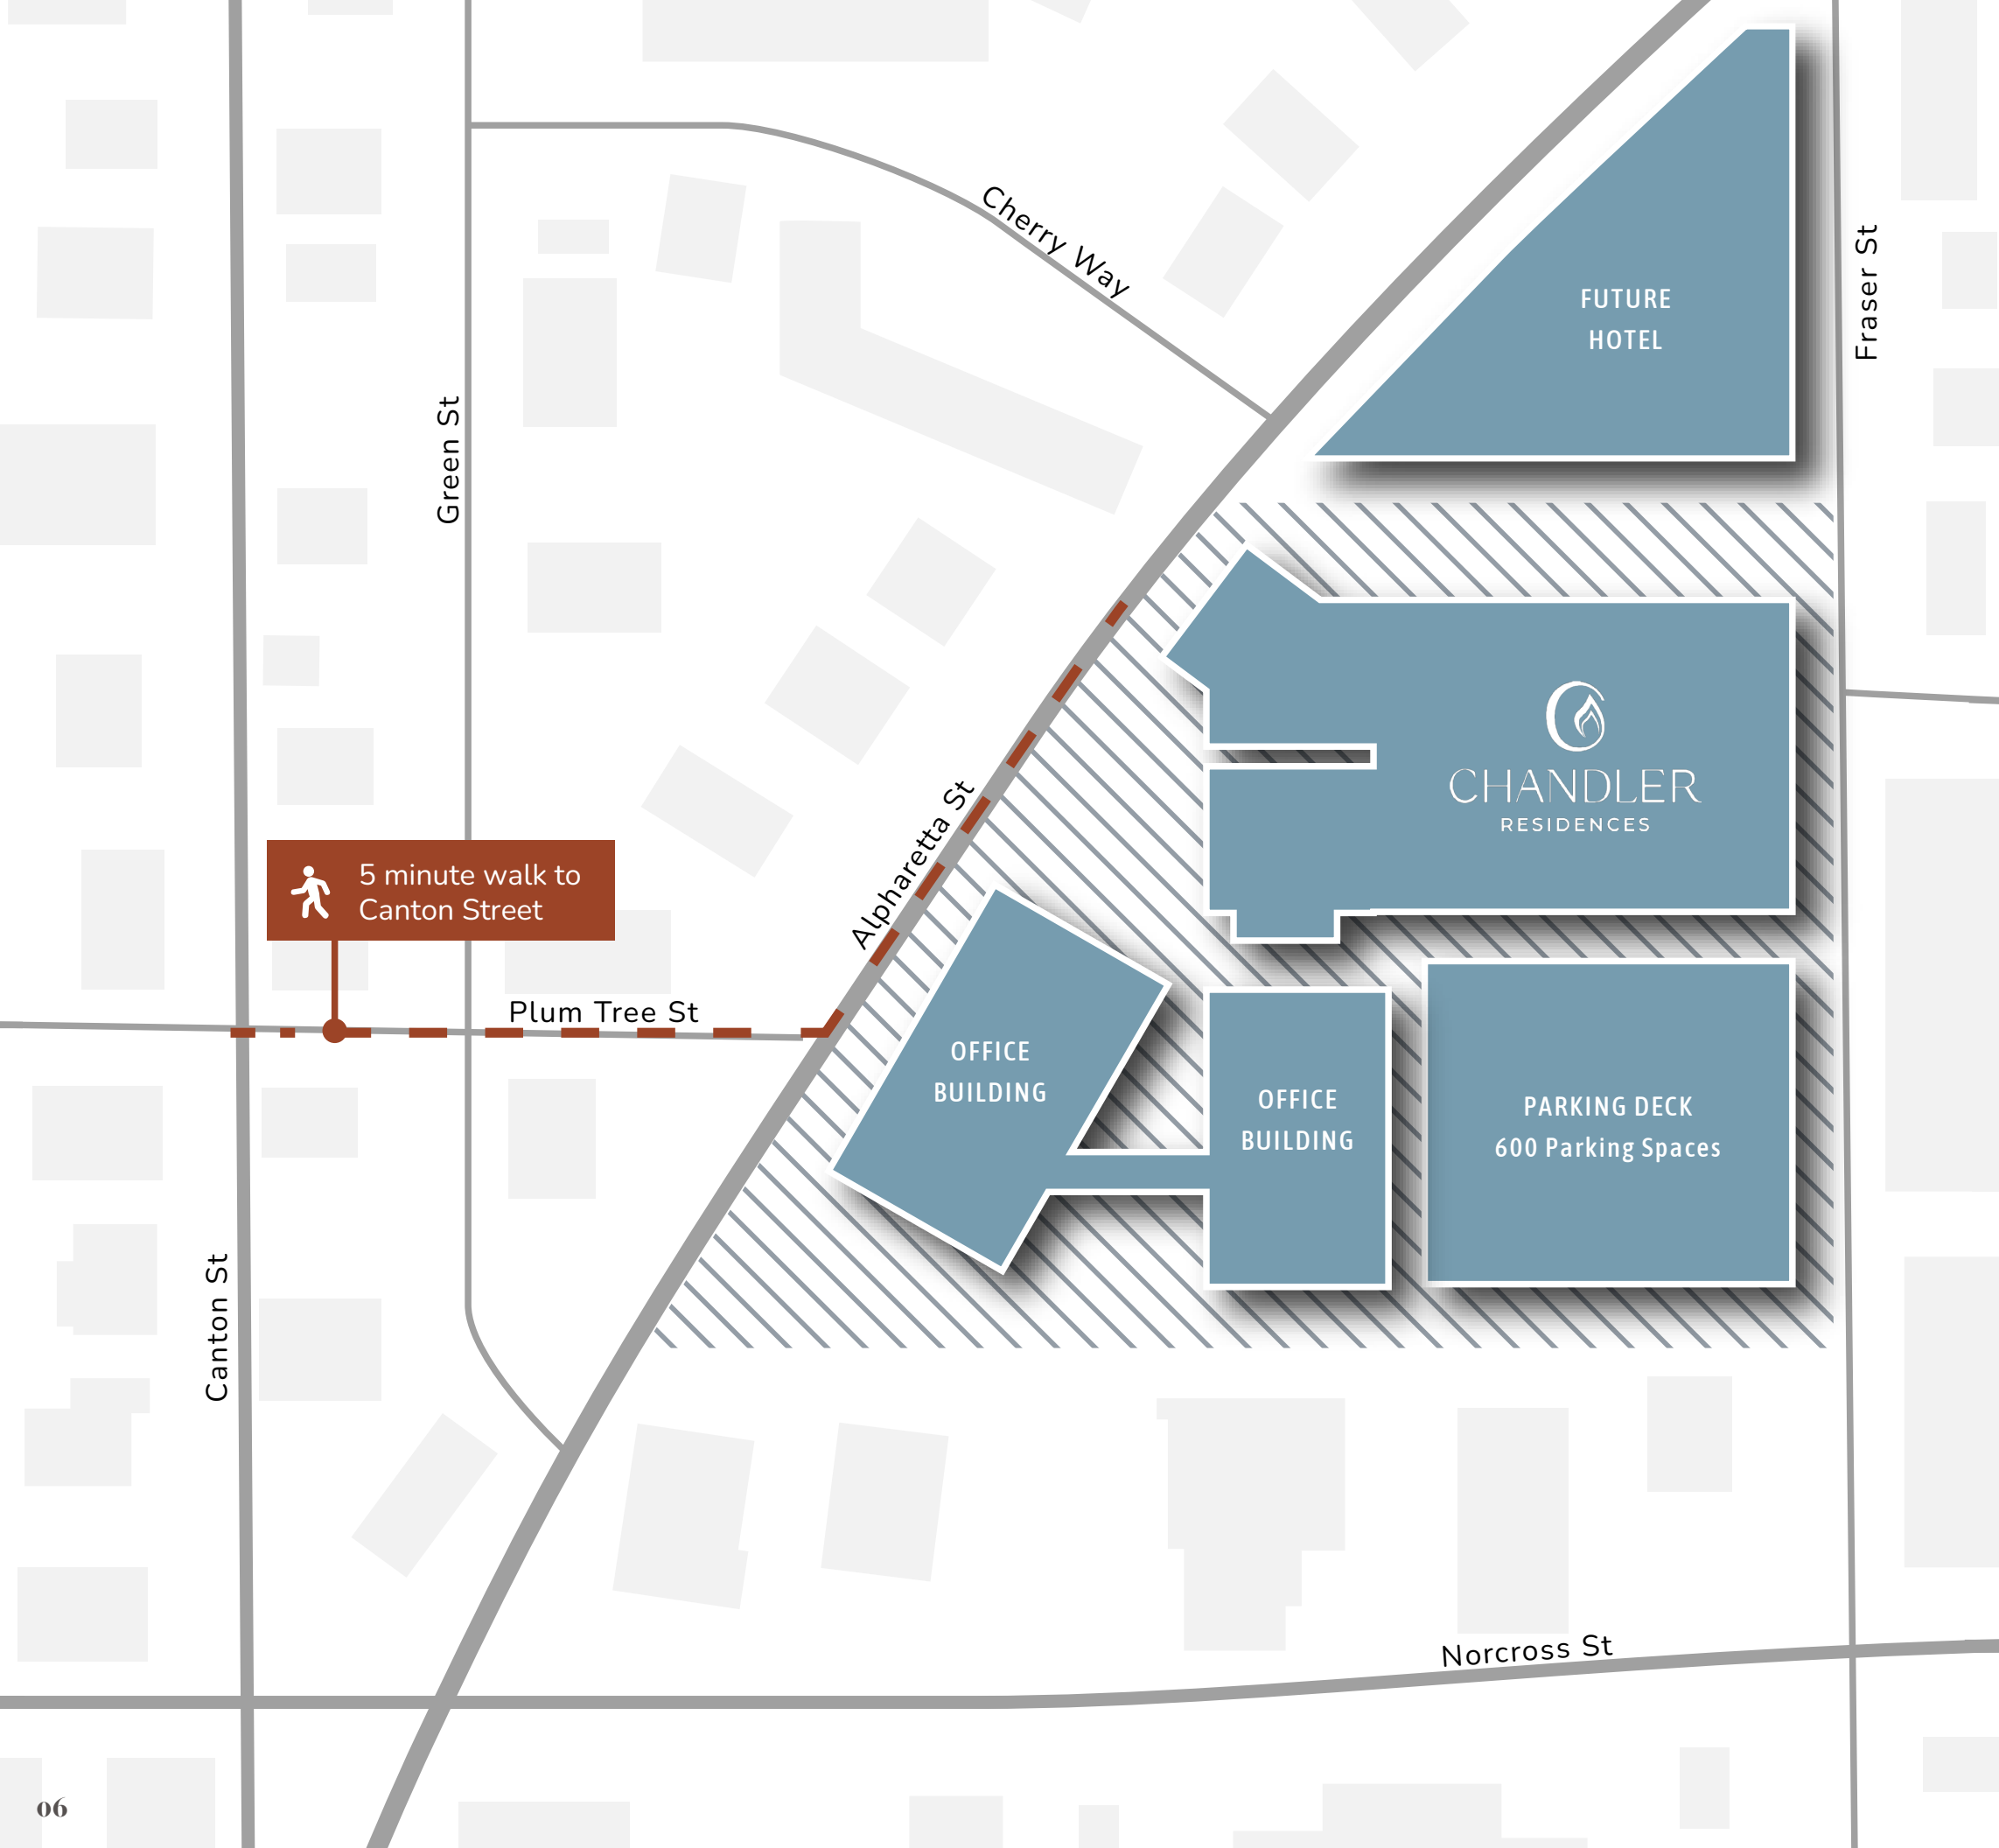 Cherry Way
Fraser St
FUTURE
HOTEL
Green St
CHANDLER
RESIDENCES
Alpharetta St
5 minute walk to
Canton Street
Plum Tree St
OFFICE
BUILDING
OFFICE
BUILDING
PARKING DECK
600 Parking Spaces
Canton St
Norcross St
06